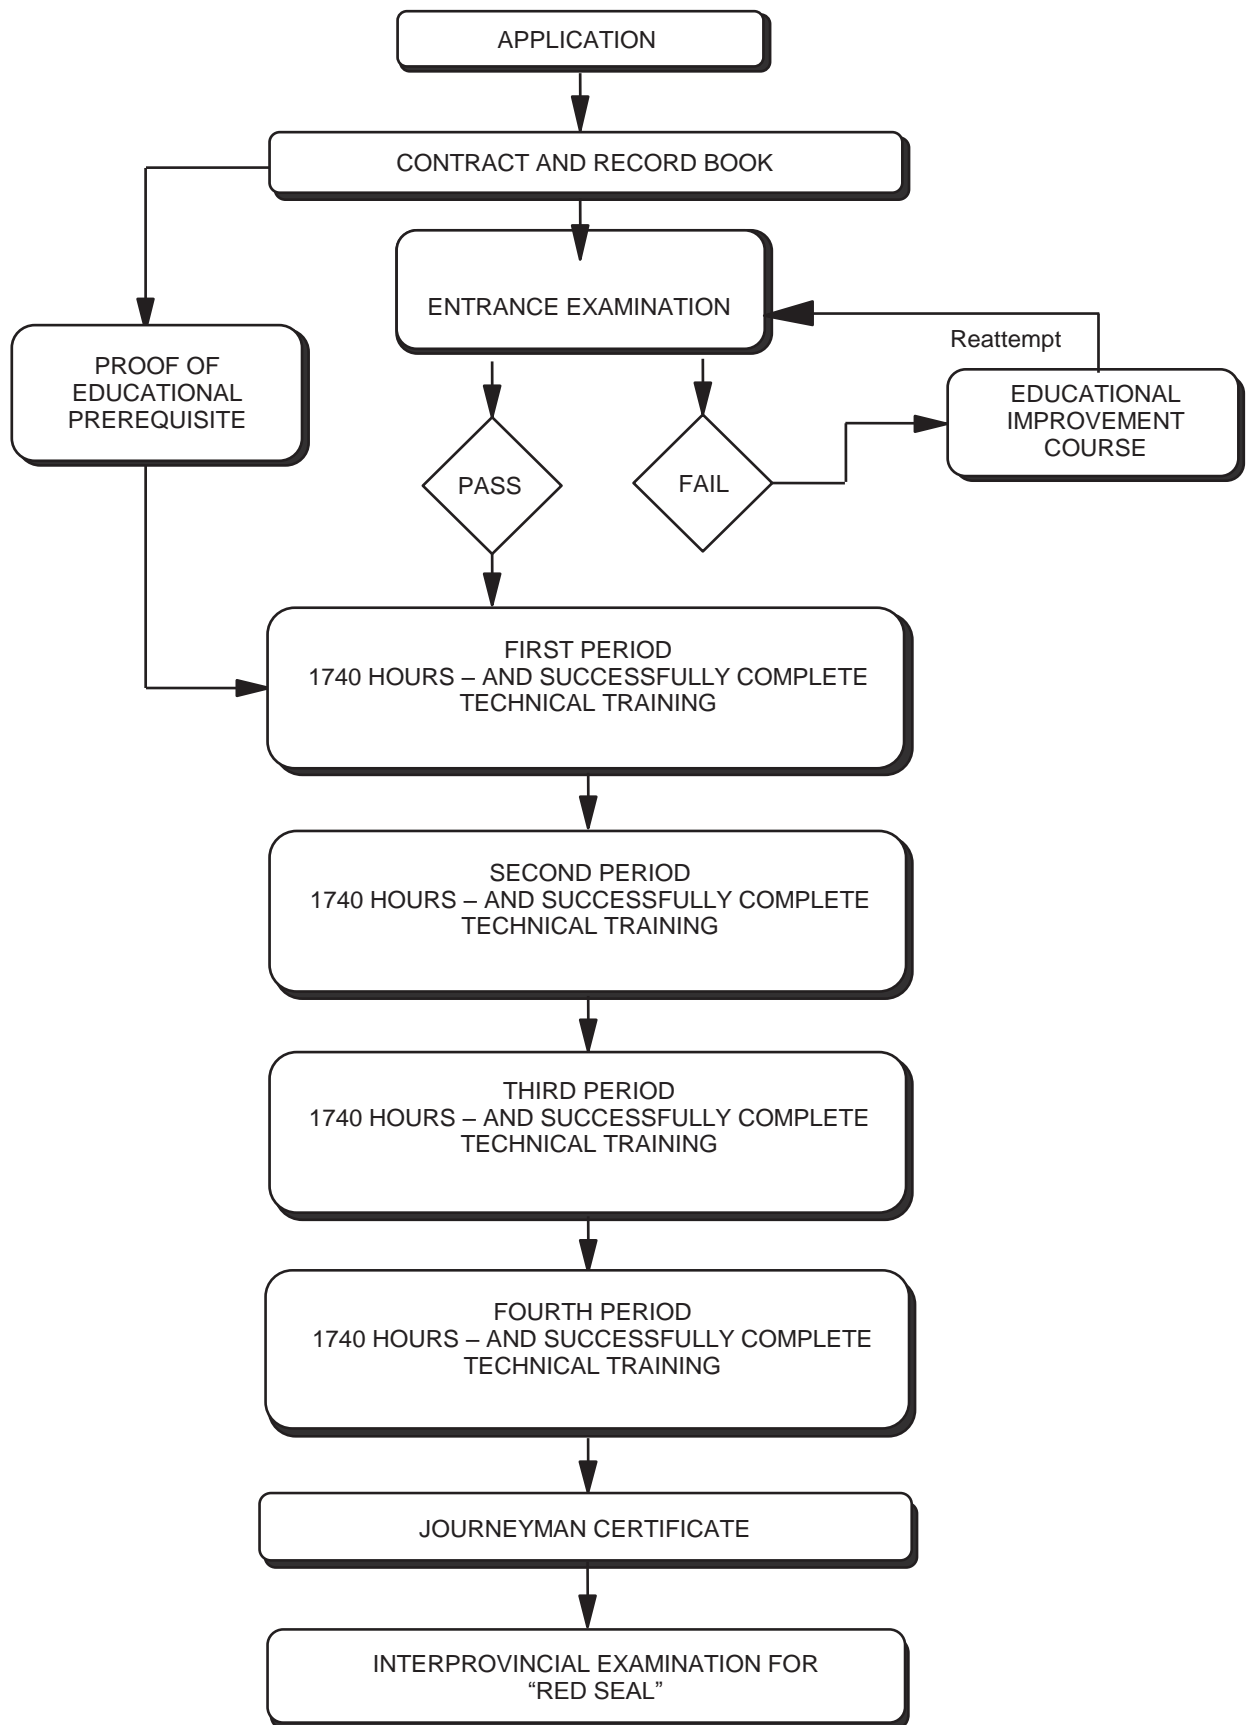 APPLICATION
CONTRACT AND RECORD BOOK
ENTRANCE EXAMINATION
Reattempt
PROOF OF
EDUCATIONAL
PREREQUISITE
EDUCATIONAL
IMPROVEMENT
COURSE
PASS
FAIL
FIRST PERIOD
1740 HOURS – AND SUCCESSFULLY COMPLETE
TECHNICAL TRAINING
SECOND PERIOD
1740 HOURS – AND SUCCESSFULLY COMPLETE
TECHNICAL TRAINING
THIRD PERIOD
1740 HOURS – AND SUCCESSFULLY COMPLETE
TECHNICAL TRAINING
FOURTH PERIOD
1740 HOURS – AND SUCCESSFULLY COMPLETE
TECHNICAL TRAINING
JOURNEYMAN CERTIFICATE
INTERPROVINCIAL EXAMINATION FOR
“RED SEAL”